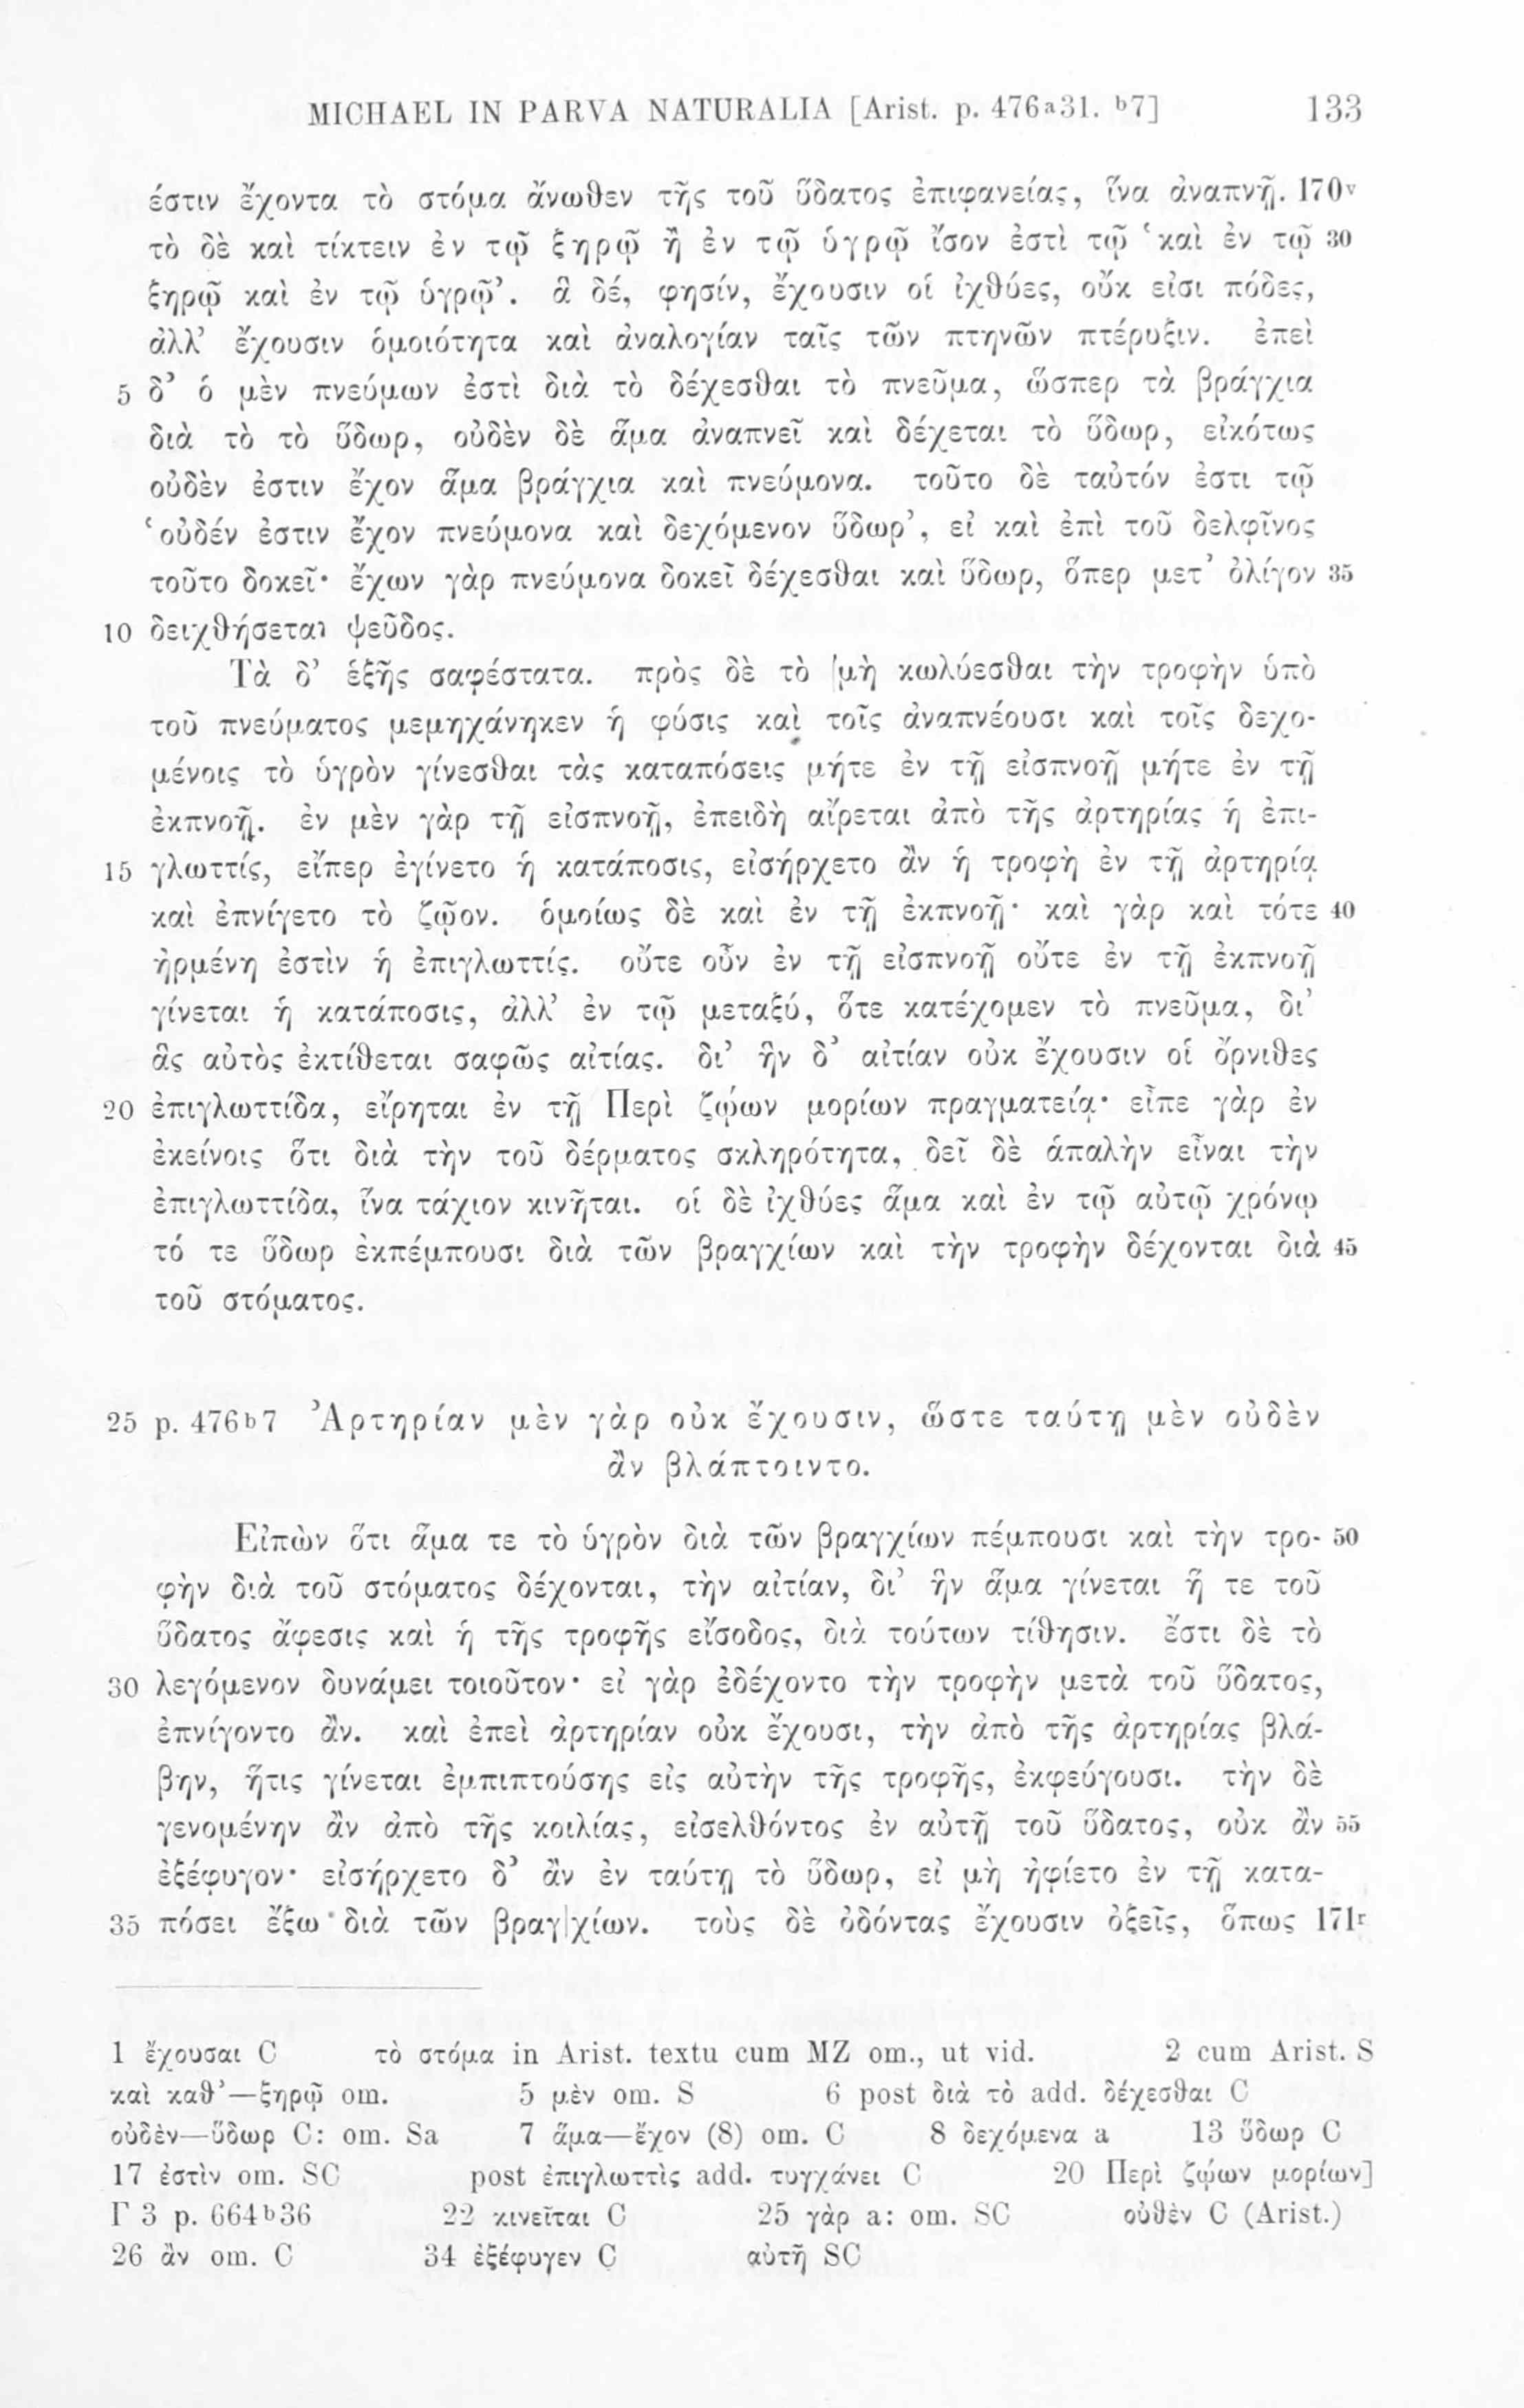 MICHAEL IN PARVA NATURALIA [Arist. p. 476ᵃ31. ᵇ7] 133
ἐστιν ἔχοντα τὸ στόμα ἄνωθεν τῆς τοῦ ὕδατος ἐπιφανείας, ἵνα ἀναπνῇ. 170ᵛ
τὸ δὲ καὶ τίκτειν ἐν τῷ ξηρῷ ἢ ἐν τῷ ὑγρῷ ἴσον ἐστὶ τῷ ‘καὶ ἐν τῷ 30
ξηρῷ καὶ ἐν τῷ ὑγρῷ’. ἃ δέ, φησίν, ἔχουσιν οἱ ἰχθύες, οὔκ εἰσι πόδες,
ἀλλ’ ἔχουσιν ὁμοιότητα καὶ ἀναλογίαν ταῖς τῶν πτηνῶν πτέρυξιν. ἐπεὶ
5 δ’ ὁ μὲν πνεύμων ἐστὶ διὰ τὸ δέχεσθαι τὸ πνεῦμα, ὥσπερ τὰ βράγχια
διὰ τὸ τὸ ὕδωρ, οὐδὲν δὲ ἅμα ἀναπνεῖ καὶ δέχεται τὸ ὕδωρ, εἰκότως
οὐδὲν ἐστιν ἔχον ἅμα βράγχια καὶ πνεύμονα. τοῦτο δὲ ταὐτόν ἐστι τῷ
‘οὐδέν ἐστιν ἔχον πνεύμονα καὶ δεχόμενον ὕδωρ’, εἰ καὶ ἐπὶ τοῦ δελφῖνος
τοῦτο δοκεῖ· ἔχων γὰρ πνεύμονα δοκεῖ δέχεσθαι καὶ ὕδωρ, ὅπερ μετ’ ὀλίγον 35
10 δειχθήσεται ψεῦδος.
Τὰ δ’ ἑξῆς σαφέστατα. πρὸς δὲ τὸ μὴ κωλύεσθαι τὴν τροφὴν ὑπὸ
τοῦ πνεύματος μεμηχάνηκεν ἡ φύσις καὶ τοῖς ἀναπνέουσι καὶ τοῖς δεχο-
μένοις τὸ ὑγρὸν γίνεσθαι τὰς καταπόσεις μήτε ἐν τῇ εἰσπνοῇ μήτε ἐν τῇ
ἐκπνοῇ. ἐν μὲν γὰρ τῇ εἰσπνοῇ, ἐπειδὴ αἴρεται ἀπὸ τῆς ἀρτηρίας ἡ ἐπι-
15 γλωττίς, εἴπερ ἐγίνετο ἡ κατάποσις, εἰσήρχετο ἂν ἡ τροφὴ ἐν τῇ ἀρτηρίᾳ
καὶ ἐπνίγετο τὸ ζῷον. ὁμοίως δὲ καὶ ἐν τῇ ἐκπνοῇ· καὶ γὰρ καὶ τότε 40
ἠρμένη ἐστὶν ἡ ἐπιγλωττίς. οὔτε οὖν ἐν τῇ εἰσπνοῇ οὔτε ἐν τῇ ἐκπνοῇ
γίνεται ἡ κατάποσις, ἀλλ’ ἐν τῷ μεταξύ, ὅτε κατέχομεν τὸ πνεῦμα, δι’
ἃς αὐτὸς ἐκτίθεται σαφῶς αἰτίας. δι’ ἣν δ’ αἰτίαν οὐκ ἔχουσιν οἱ ὄρνιθες
20 ἐπιγλωττίδα, εἴρηται ἐν τῇ Περὶ ζῴων μορίων πραγματείᾳ· εἶπε γὰρ ἐν
ἐκείνοις ὅτι διὰ τὴν τοῦ δέρματος σκληρότητα, δεῖ δὲ ἁπαλὴν εἶναι τὴν
ἐπιγλωττίδα, ἵνα τάχιον κινῆται. οἱ δὲ ἰχθύες ἅμα καὶ ἐν τῷ αὐτῷ χρόνῳ
τό τε ὕδωρ ἐκπέμπουσι διὰ τῶν βραγχίων καὶ τὴν τροφὴν δέχονται διὰ 45
τοῦ στόματος.
25 p. 476ᵇ7 Ἀρτηρίαν μὲν γὰρ οὐκ ἔχουσιν, ὥστε ταύτῃ μὲν οὐδὲν
ἂν βλάπτοιντο.
Εἰπὼν ὅτι ἅμα τε τὸ ὑγρὸν διὰ τῶν βραγχίων πέμπουσι καὶ τὴν τρο- 50
φὴν διὰ τοῦ στόματος δέχονται, τὴν αἰτίαν, δι’ ἣν ἅμα γίνεται ἥ τε τοῦ
ὕδατος ἄφεσις καὶ ἡ τῆς τροφῆς εἴσοδος, διὰ τούτων τίθησιν. ἔστι δὲ τὸ
30 λεγόμενον δυνάμει τοιοῦτον· εἰ γὰρ ἐδέχοντο τὴν τροφὴν μετὰ τοῦ ὕδατος,
ἐπνίγοντο ἄν. καὶ ἐπεὶ ἀρτηρίαν οὐκ ἔχουσι, τὴν ἀπὸ τῆς ἀρτηρίας βλά-
βην, ἥτις γίνεται ἐμπιπτούσης εἰς αὐτὴν τῆς τροφῆς, ἐκφεύγουσι. τὴν δὲ
γενομένην ἂν ἀπὸ τῆς κοιλίας, εἰσελθόντος ἐν αὐτῇ τοῦ ὕδατος, οὐκ ἂν 55
ἐξέφυγον· εἰσήρχετο δ’ ἂν ἐν ταύτῃ τὸ ὕδωρ, εἰ μὴ ἠφίετο ἐν τῇ κατα-
35 πόσει ἔξω διὰ τῶν βραγ|χίων. τοὺς δὲ ὀδόντας ἔχουσιν ὀξεῖς, ὅπως 171ʳ
1 ἔχουσαι C τὸ στόμα in Arist. textu cum MZ om., ut vid. 2 cum Arist. S
καὶ καθ’—ξηρῷ om. 5 μὲν om. S 6 post διὰ τὸ add. δέχεσθαι C
οὐδὲν—ὕδωρ C: om. Sa 7 ἅμα—ἔχον (8) om. C 8 δεχόμενα a 13 ὕδωρ C
17 ἐστὶν om. SC post ἐπιγλωττὶς add. τυγχάνει C 20 Περὶ ζῴων μορίων]
Γ 3 p. 664ᵇ36 22 κινεῖται C 25 γὰρ a: om. SC οὐθὲν C (Arist.)
26 ἂν om. C 34 ἐξέφυγεν C αὐτῇ SC